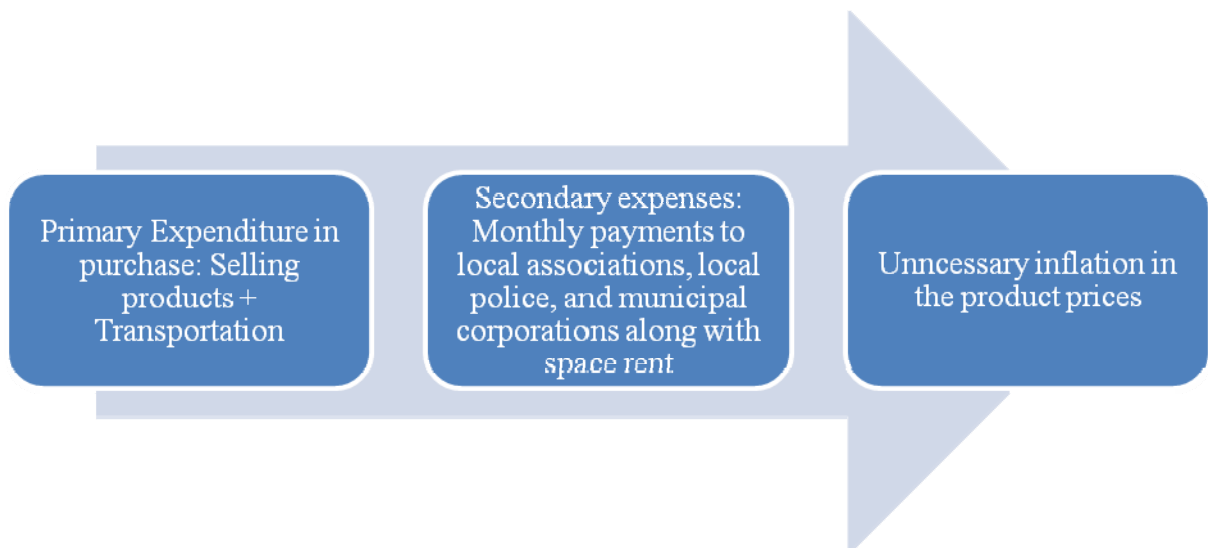 Primary Expenditure in
purchase: Selling
products +
Transportation
Secondary expenses:
Monthly payments to
local associations, local
police, and municipal
corporations along with
space rent
Unncessary inflation in
the product prices